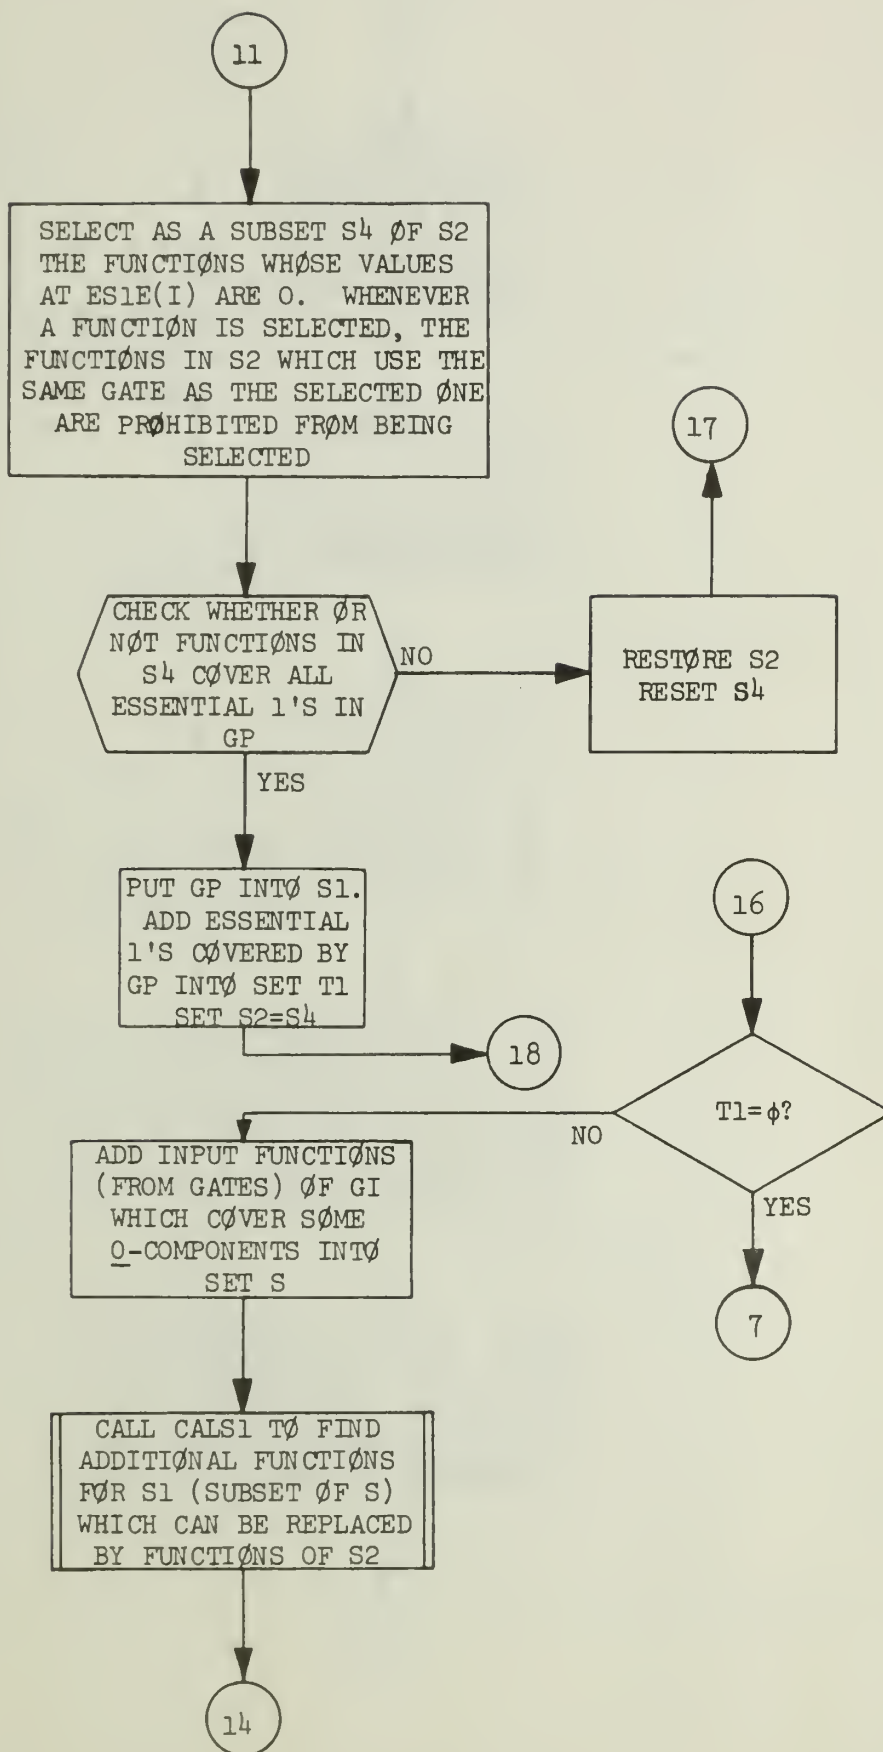 11
SELECT AS A SUBSET S4 ØF S2
THE FUNCTIØNS WHØSE VALUES
AT ES1E(I) ARE 0. WHENEVER
A FUNCTIØN IS SELECTED, THE
FUNCTIØNS IN S2 WHICH USE THE
SAME GATE AS THE SELECTED ØNE
ARE PRØHIBITED FRØM BEING
SELECTED
17
CHECK WHETHER ØR
NØT FUNCTIØNS IN
S4 CØVER ALL
ESSENTIAL 1'S IN
GP
NO
RESTØRE S2
RESET S4
YES
PUT GP INTØ S1.
ADD ESSENTIAL
1'S CØVERED BY
GP INTØ SET T1
SET S2=S4
18
16
T1=ϕ?
NO
YES
7
ADD INPUT FUNCTIØNS
(FROM GATES) ØF GI
WHICH CØVER SØME
0-COMPONENTS INTØ
SET S
CALL CALS1 TØ FIND
ADDITIØNAL FUNCTIØNS
FØR S1 (SUBSET ØF S)
WHICH CAN BE REPLACED
BY FUNCTIØNS OF S2
14